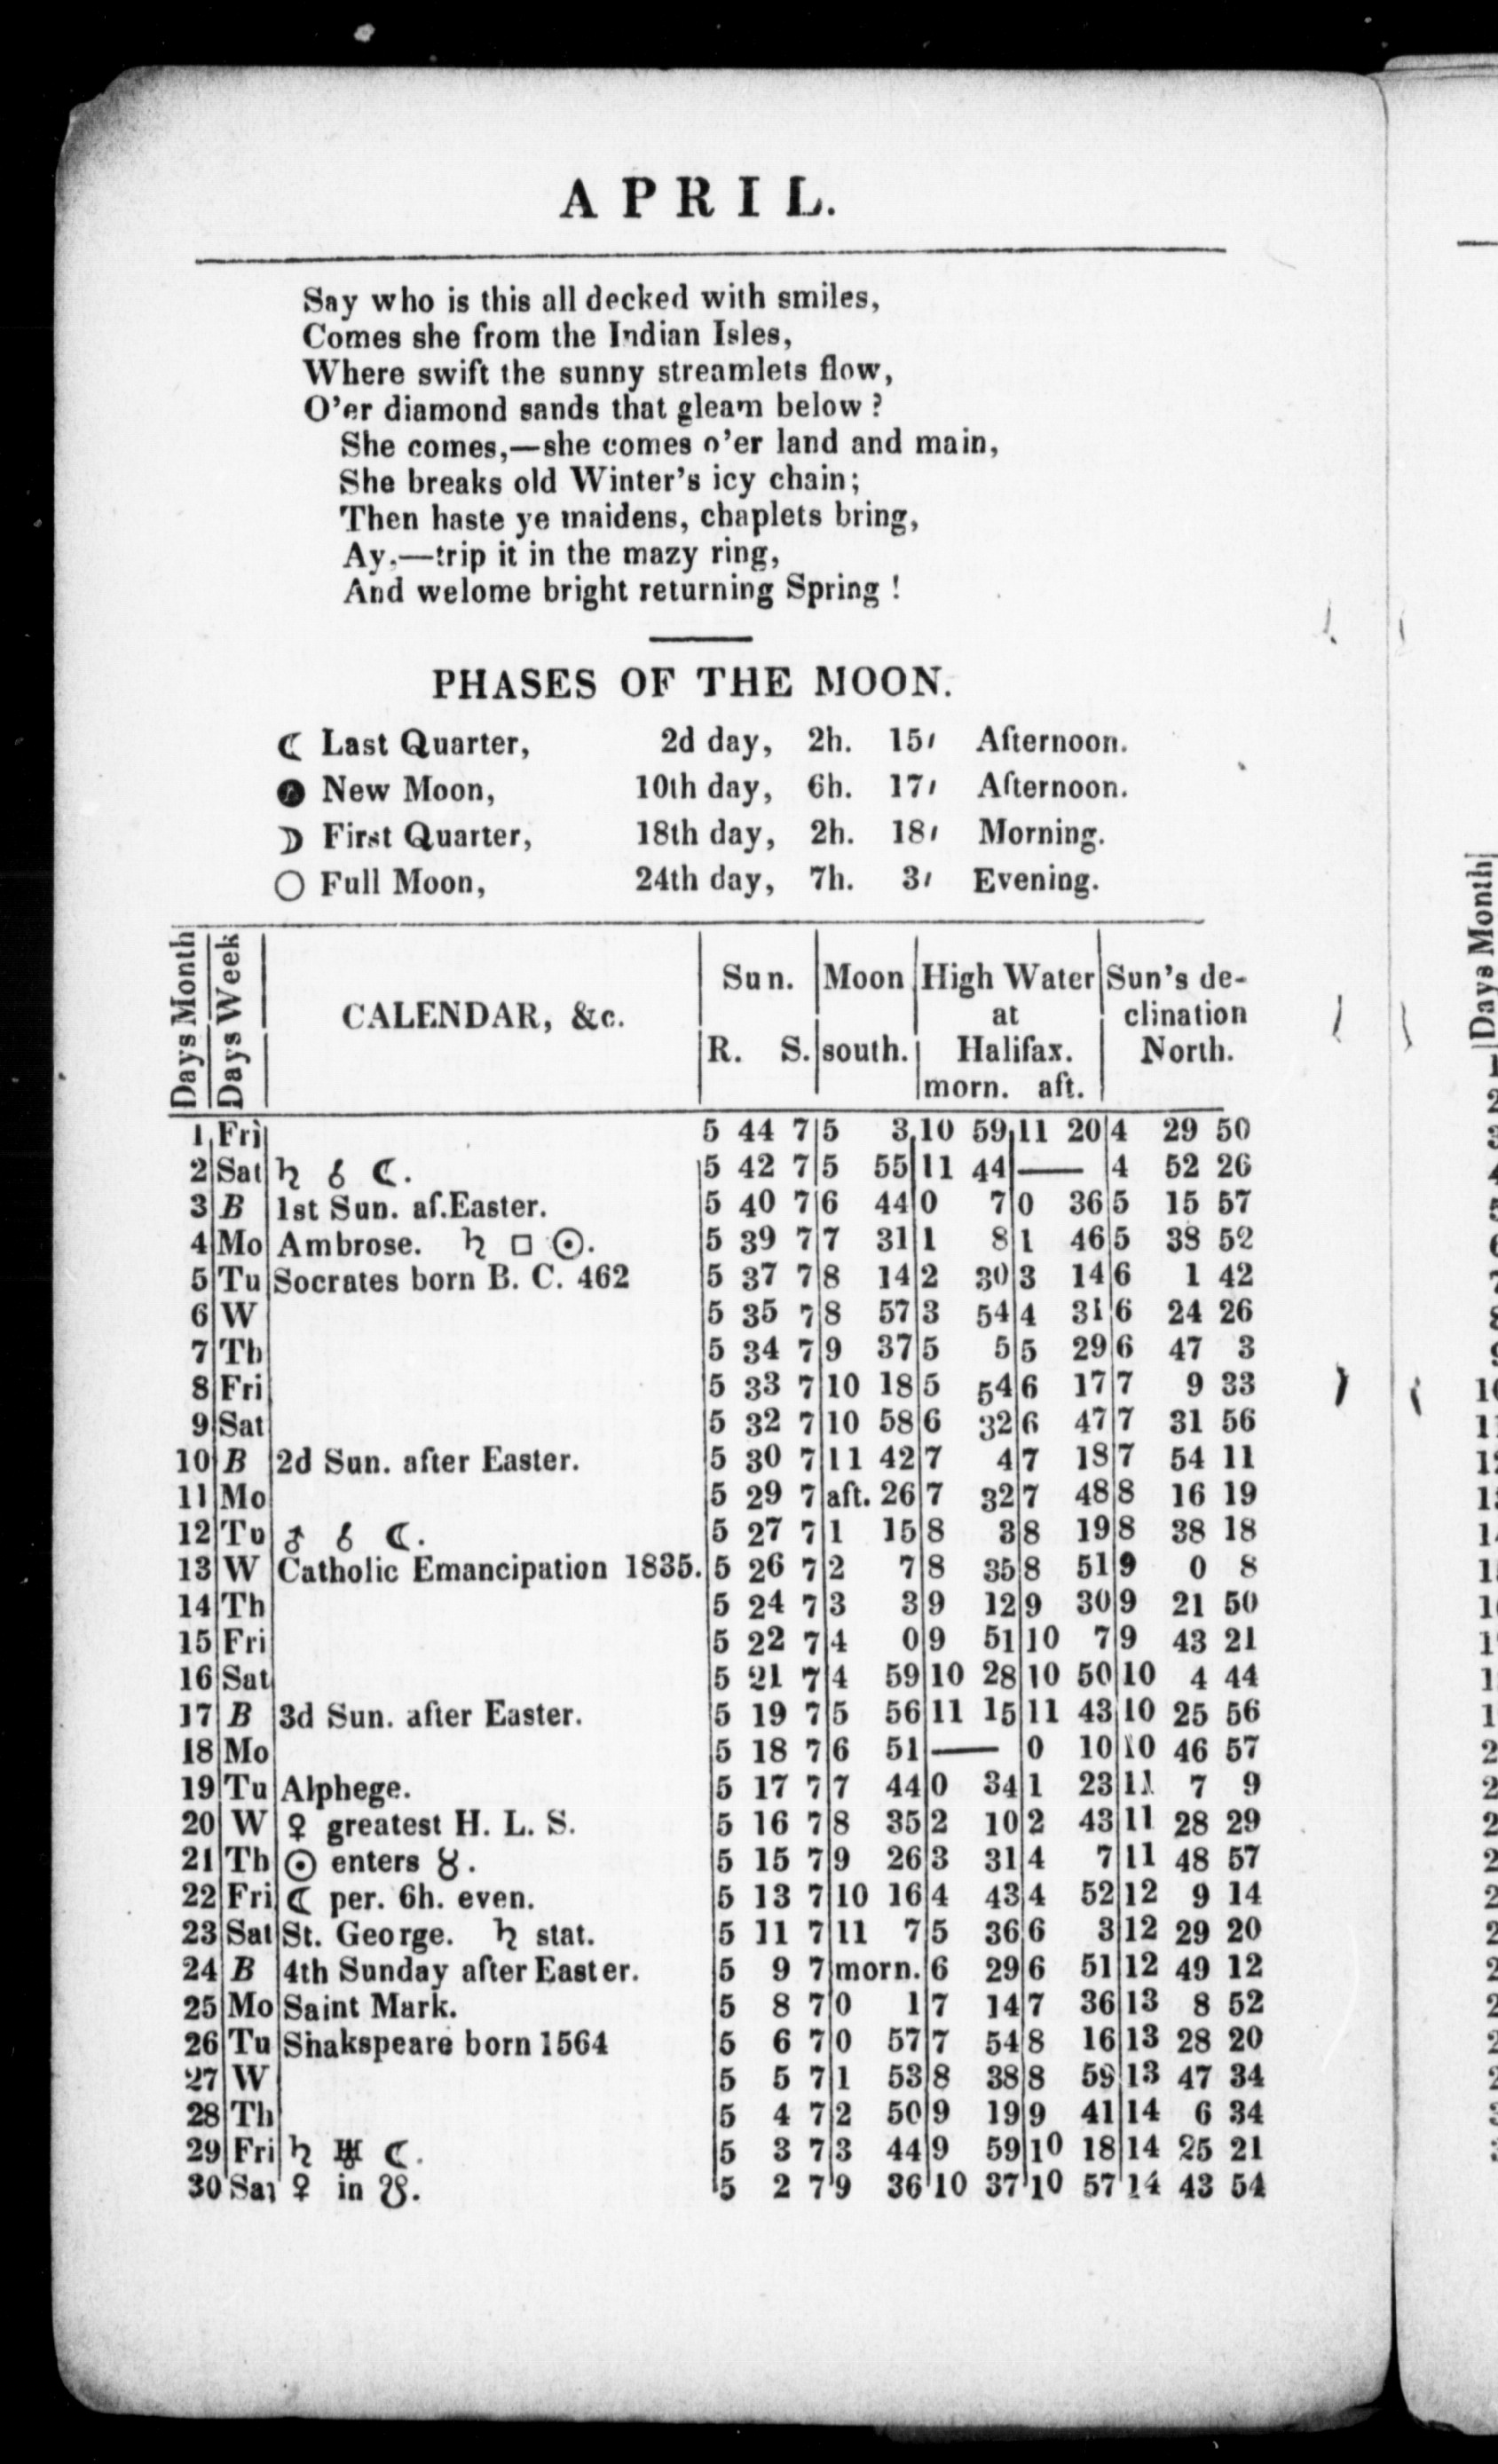 APRIL.
Say who is this all decked with smiles,
Comes she from the Indian Isles,
Where swift the sunny streamlets flow,
O'er diamond sands that gleam below?
She comes,—she comes o'er land and main,
She breaks old Winter's icy chain;
Then haste ye maidens, chaplets bring,
Ay,—trip it in the mazy ring,
And welome bright returning Spring!
PHASES OF THE MOON.
☾ Last Quarter, 2d day, 2h. 15′ Afternoon.
● New Moon, 10th day, 6h. 17′ Afternoon.
☽ First Quarter, 18th day, 2h. 18′ Morning.
○ Full Moon, 24th day, 7h. 3′ Evening.
Days Month
Days Week
CALENDAR, &c.
Sun.
R. S.
Moon
south.
High Water
at
Halifax.
morn. aft.
Sun's de-
clination
North.
1 Fri 5 44 7 5 3 10 59 11 20 4 29 50
2 Sat ♄ ☌ ☾. 5 42 7 5 55 11 44 — 4 52 26
3 B 1st Sun. af.Easter. 5 40 7 6 44 0 7 0 36 5 15 57
4 Mo Ambrose. ♄ □ ☉. 5 39 7 7 31 1 8 1 46 5 38 52
5 Tu Socrates born B. C. 462 5 37 7 8 14 2 30 3 14 6 1 42
6 W 5 35 7 8 57 3 54 4 31 6 24 26
7 Th 5 34 7 9 37 5 5 5 29 6 47 3
8 Fri 5 33 7 10 18 5 54 6 17 7 9 33
9 Sat 5 32 7 10 58 6 32 6 47 7 31 56
10 B 2d Sun. after Easter. 5 30 7 11 42 7 4 7 18 7 54 11
11 Mo 5 29 7 aft. 26 7 32 7 48 8 16 19
12 Tu ♂ ☌ ☾. 5 27 7 1 15 8 3 8 19 8 38 18
13 W Catholic Emancipation 1835. 5 26 7 2 7 8 35 8 51 9 0 8
14 Th 5 24 7 3 3 9 12 9 30 9 21 50
15 Fri 5 22 7 4 0 9 51 10 7 9 43 21
16 Sat 5 21 7 4 59 10 28 10 50 10 4 44
17 B 3d Sun. after Easter. 5 19 7 5 56 11 15 11 43 10 25 56
18 Mo 5 18 7 6 51 — 0 10 10 46 57
19 Tu Alphege. 5 17 7 7 44 0 34 1 23 11 7 9
20 W ♀ greatest H. L. S. 5 16 7 8 35 2 10 2 43 11 28 29
21 Th ☉ enters ♉. 5 15 7 9 26 3 31 4 7 11 48 57
22 Fri ☾ per. 6h. even. 5 13 7 10 16 4 43 4 52 12 9 14
23 Sat St. George. ♄ stat. 5 11 7 11 7 5 36 6 3 12 29 20
24 B 4th Sunday after Easter. 5 9 7 morn. 6 29 6 51 12 49 12
25 Mo Saint Mark. 5 8 7 0 1 7 14 7 36 13 8 52
26 Tu Shakspeare born 1564 5 6 7 0 57 7 54 8 16 13 28 20
27 W 5 5 7 1 53 8 38 8 59 13 47 34
28 Th 5 4 7 2 50 9 19 9 41 14 6 34
29 Fri ♄ ♅ ☾. 5 3 7 3 44 9 59 10 18 14 25 21
30 Sat ♀ in ☋. 5 2 7 9 36 10 37 10 57 14 43 54
Days Month